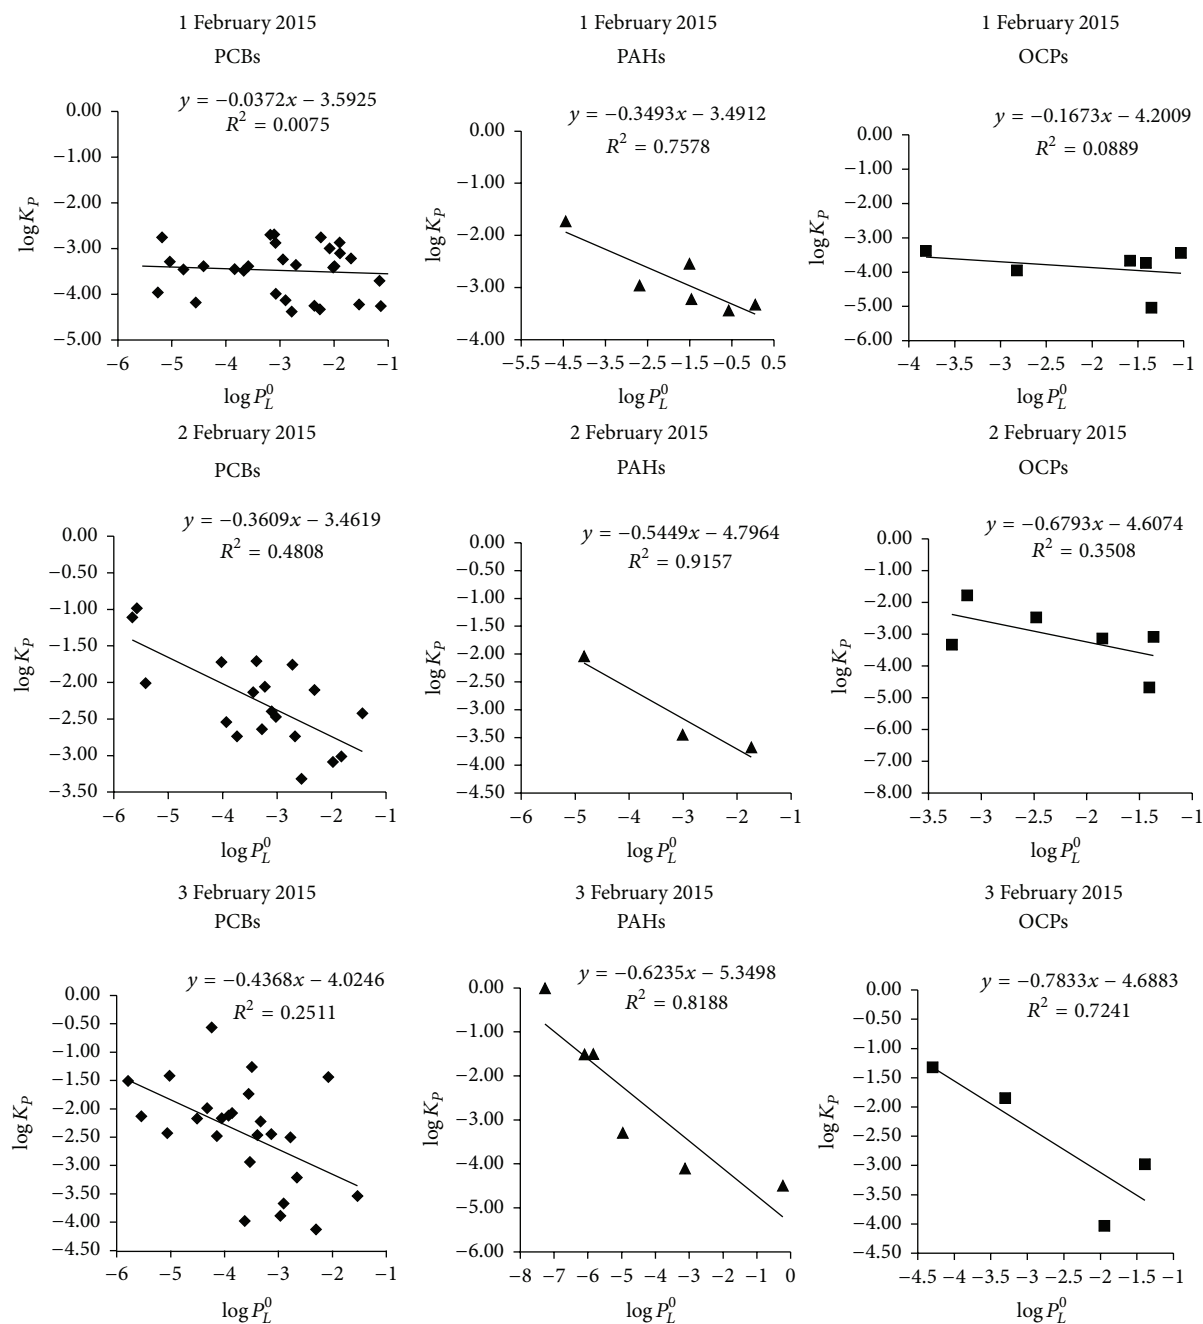 1 February 2015
PCBs
y = −0.0372x − 3.5925
R² = 0.0075
0.00
−1.00
−2.00
−3.00
−4.00
−5.00
log K_P
−6 −5 −4 −3 −2 −1
log P_L^0
1 February 2015
PAHs
y = −0.3493x − 3.4912
R² = 0.7578
0.00
−1.00
−2.00
−3.00
−4.00
log K_P
−5.5 −4.5 −3.5 −2.5 −1.5 −0.5 0.5
log P_L^0
1 February 2015
OCPs
y = −0.1673x − 4.2009
R² = 0.0889
0.00
−1.00
−2.00
−3.00
−4.00
−5.00
−6.00
log K_P
−4 −3.5 −3 −2.5 −2 −1.5 −1
log P_L^0
2 February 2015
PCBs
y = −0.3609x − 3.4619
R² = 0.4808
0.00
−0.50
−1.00
−1.50
−2.00
−2.50
−3.00
−3.50
log K_P
−6 −5 −4 −3 −2 −1
log P_L^0
2 February 2015
PAHs
y = −0.5449x − 4.7964
R² = 0.9157
0.00
−0.50
−1.00
−1.50
−2.00
−2.50
−3.00
−3.50
−4.00
−4.50
log K_P
−6 −5 −4 −3 −2 −1
log P_L^0
2 February 2015
OCPs
y = −0.6793x − 4.6074
R² = 0.3508
0.00
−1.00
−2.00
−3.00
−4.00
−5.00
−6.00
−7.00
−8.00
log K_P
−3.5 −3 −2.5 −2 −1.5 −1
log P_L^0
3 February 2015
PCBs
y = −0.4368x − 4.0246
R² = 0.2511
0.00
−0.50
−1.00
−1.50
−2.00
−2.50
−3.00
−3.50
−4.00
−4.50
log K_P
−6 −5 −4 −3 −2 −1
log P_L^0
3 February 2015
PAHs
y = −0.6235x − 5.3498
R² = 0.8188
0.00
−1.00
−2.00
−3.00
−4.00
−5.00
−6.00
log K_P
−8 −7 −6 −5 −4 −3 −2 −1 0
log P_L^0
3 February 2015
OCPs
y = −0.7833x − 4.6883
R² = 0.7241
0.00
−0.50
−1.00
−1.50
−2.00
−2.50
−3.00
−3.50
−4.00
−4.50
log K_P
−4.5 −4 −3.5 −3 −2.5 −2 −1.5 −1
log P_L^0